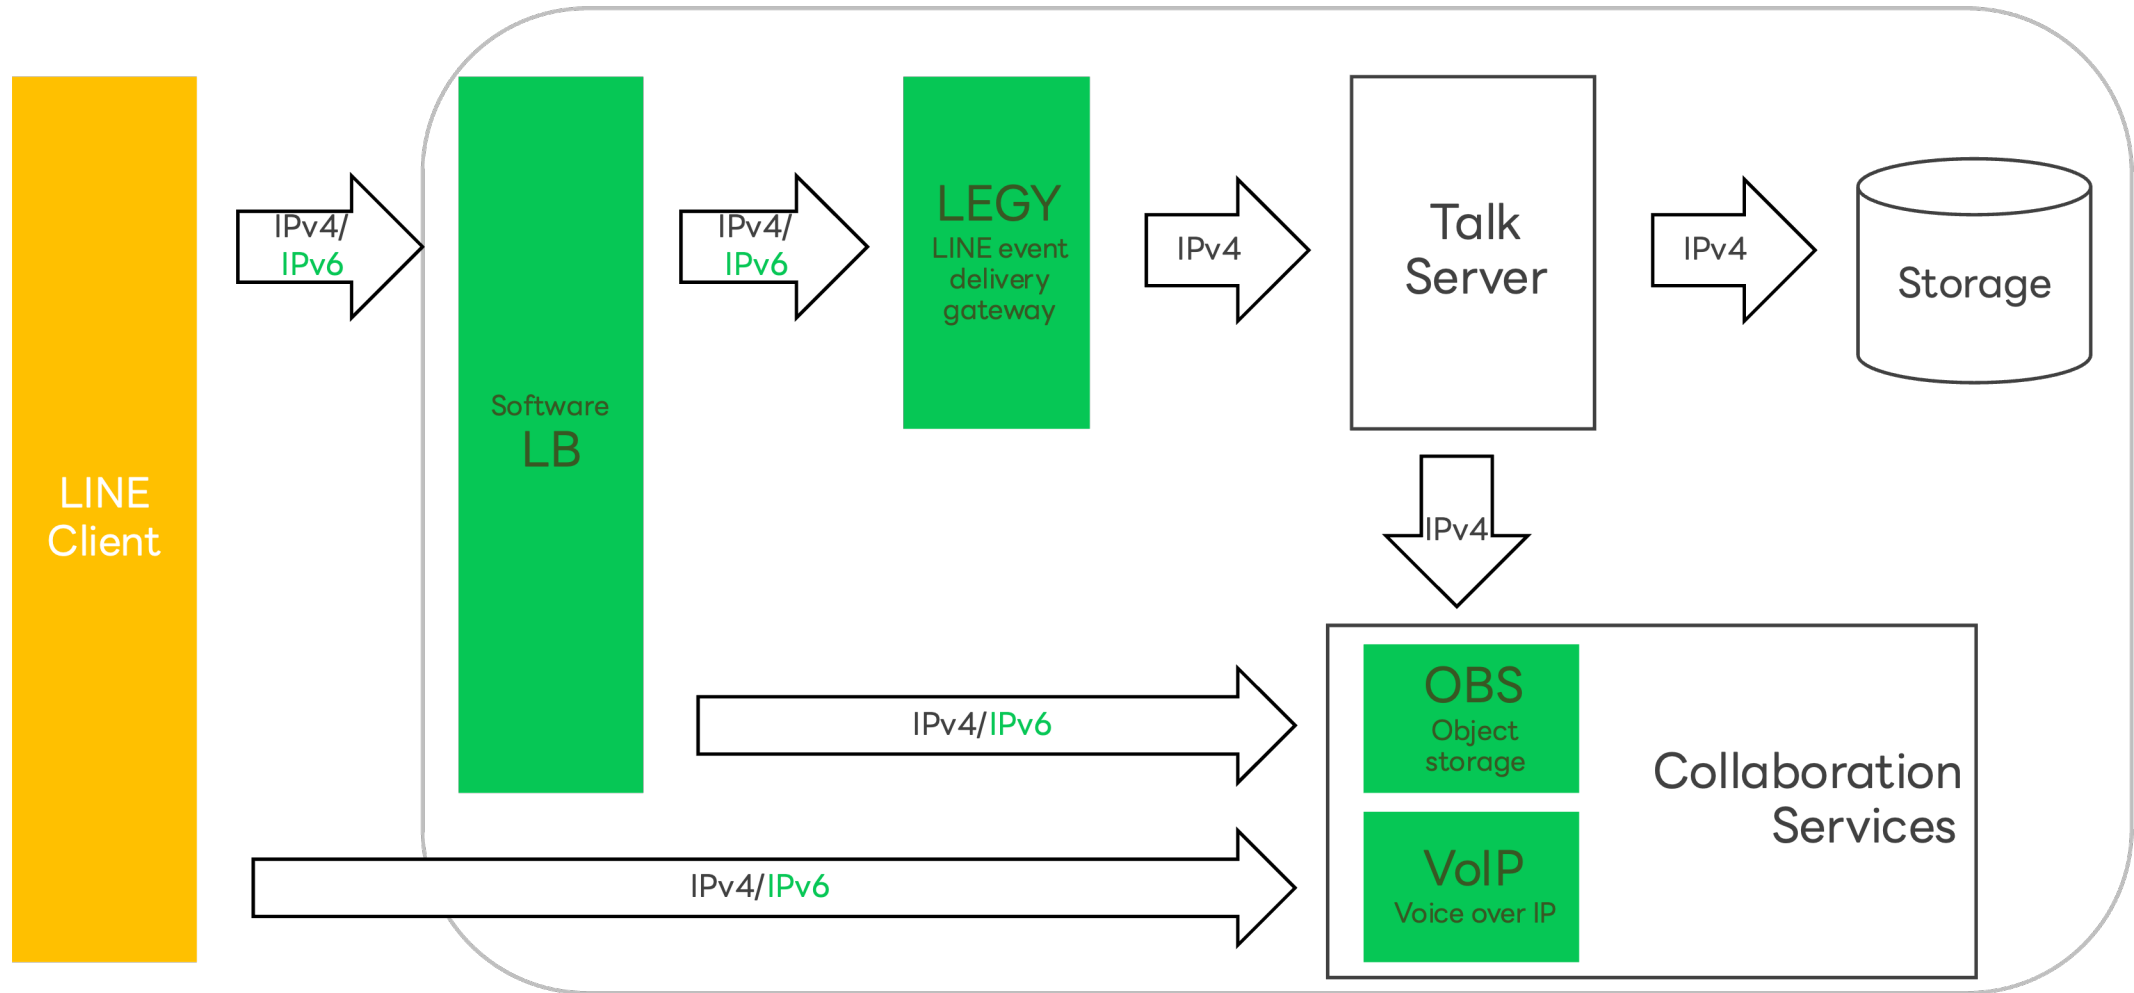 LINE
Client
IPv4/
IPv6
Software
LB
IPv4/
IPv6
LEGY
LINE event
delivery
gateway
IPv4
Talk
Server
IPv4
Storage
IPv4
IPv4/IPv6
OBS
Object
storage
Collaboration
Services
IPv4/IPv6
VoIP
Voice over IP